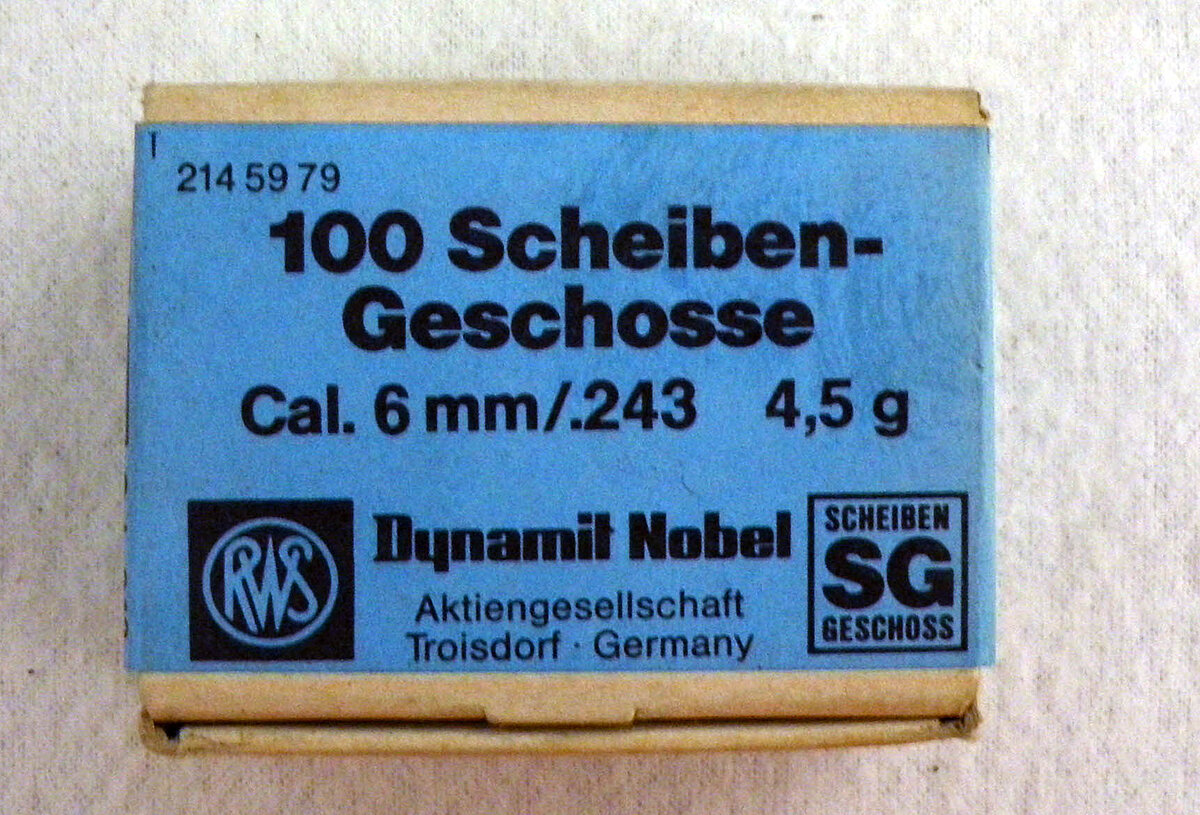 214 59 79
100 Scheiben-
Geschosse
Cal. 6 mm/.243 4,5 g
RWS
Dynamit Nobel
Aktiengesellschaft
Troisdorf · Germany
SCHEIBEN
SG
GESCHOSS